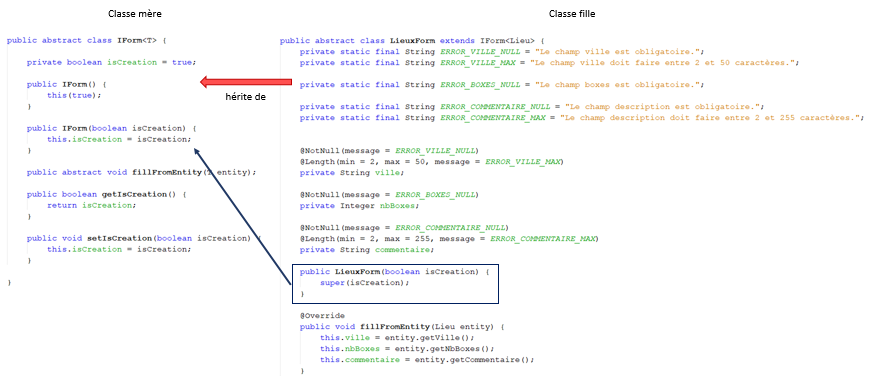 Classe mère
public abstract class IForm<T> {
private boolean isCreation = true;
public IForm() {
this(true);
}
public IForm(boolean isCreation) {
this.isCreation = isCreation;
}
public abstract void fillFromEntity(T entity);
public boolean getIsCreation() {
return isCreation;
}
public void setIsCreation(boolean isCreation) {
this.isCreation = isCreation;
}
}
hérite de
Classe fille
public abstract class LieuxForm extends IForm<Lieu> {
private static final String ERROR_VILLE_NULL = "Le champ ville est obligatoire.";
private static final String ERROR_VILLE_MAX = "Le champ ville doit faire entre 2 et 50 caractères.";
private static final String ERROR_BOXES_NULL = "Le champ boxes est obligatoire.";
private static final String ERROR_COMMENTAIRE_NULL = "Le champ description est obligatoire.";
private static final String ERROR_COMMENTAIRE_MAX = "Le champ description doit faire entre 2 et 255 caractères.";
@NotNull(message = ERROR_VILLE_NULL)
@Length(min = 2, max = 50, message = ERROR_VILLE_MAX)
private String ville;
@NotNull(message = ERROR_BOXES_NULL)
private Integer nbBoxes;
@NotNull(message = ERROR_COMMENTAIRE_NULL)
@Length(min = 2, max = 255, message = ERROR_COMMENTAIRE_MAX)
private String commentaire;
public LieuxForm(boolean isCreation) {
super(isCreation);
}
@Override
public void fillFromEntity(Lieu entity) {
this.ville = entity.getVille();
this.nbBoxes = entity.getNbBoxes();
this.commentaire = entity.getCommentaire();
}